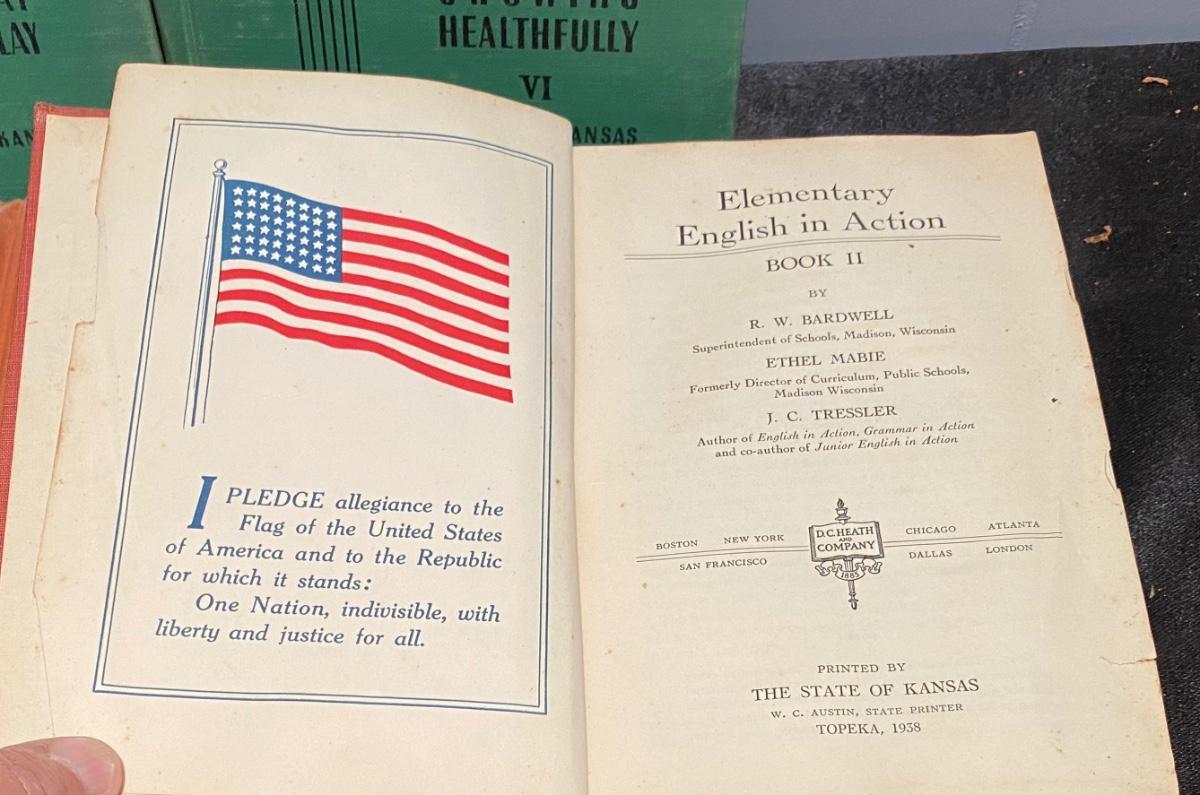 LAY
KAN
HEALTHFULLY
VI
ANSAS
I PLEDGE allegiance to the
Flag of the United States
of America and to the Republic
for which it stands:
One Nation, indivisible, with
liberty and justice for all.
Elementary
English in Action
BOOK II
BY
R. W. BARDWELL
Superintendent of Schools, Madison, Wisconsin
ETHEL MABIE
Formerly Director of Curriculum, Public Schools,
Madison Wisconsin
J. C. TRESSLER
Author of English in Action, Grammar in Action
and co-author of Junior English in Action
BOSTON NEW YORK CHICAGO ATLANTA
SAN FRANCISCO DALLAS LONDON
D.C. HEATH
AND
COMPANY
1885
PRINTED BY
THE STATE OF KANSAS
W. C. AUSTIN, STATE PRINTER
TOPEKA, 1938